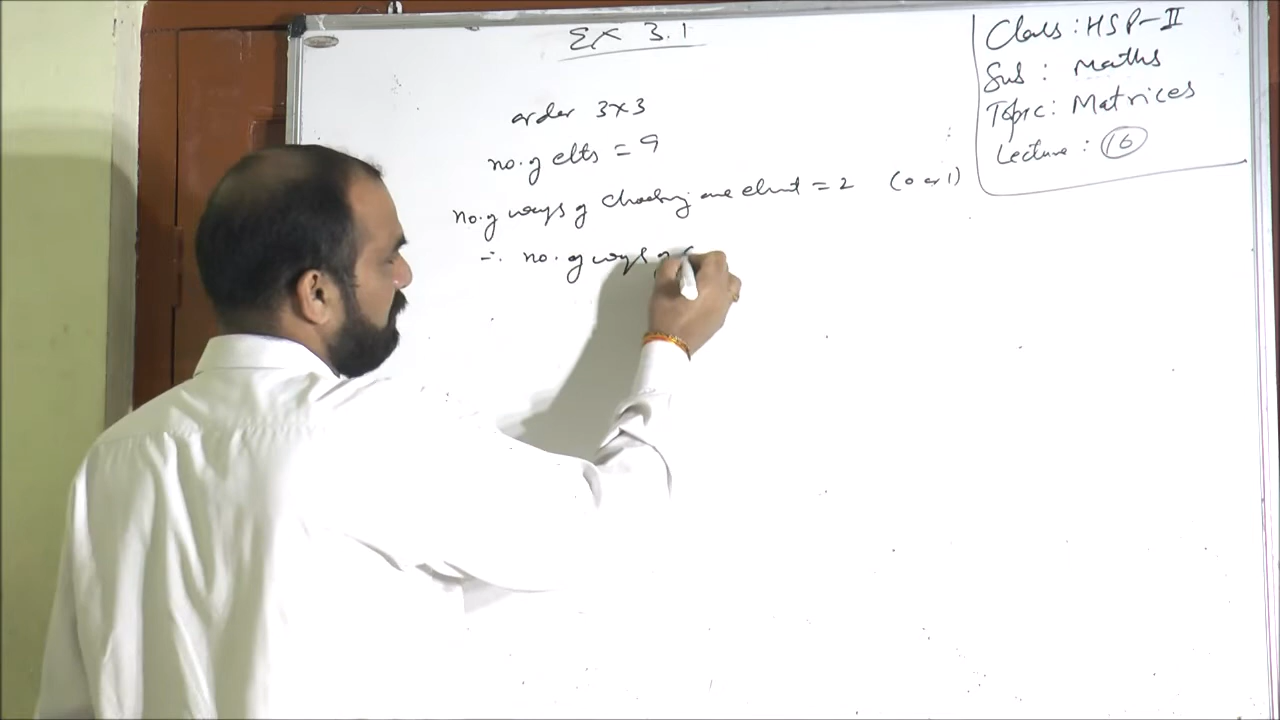 Ex 3.1
order 3×3
no. of elts = 9
no. of ways of choosing one elmt = 2 (0 or 1)
∴ no. of ways of
Class: HSP-II
Sub: Maths
Topic: Matrices
Lecture: 16